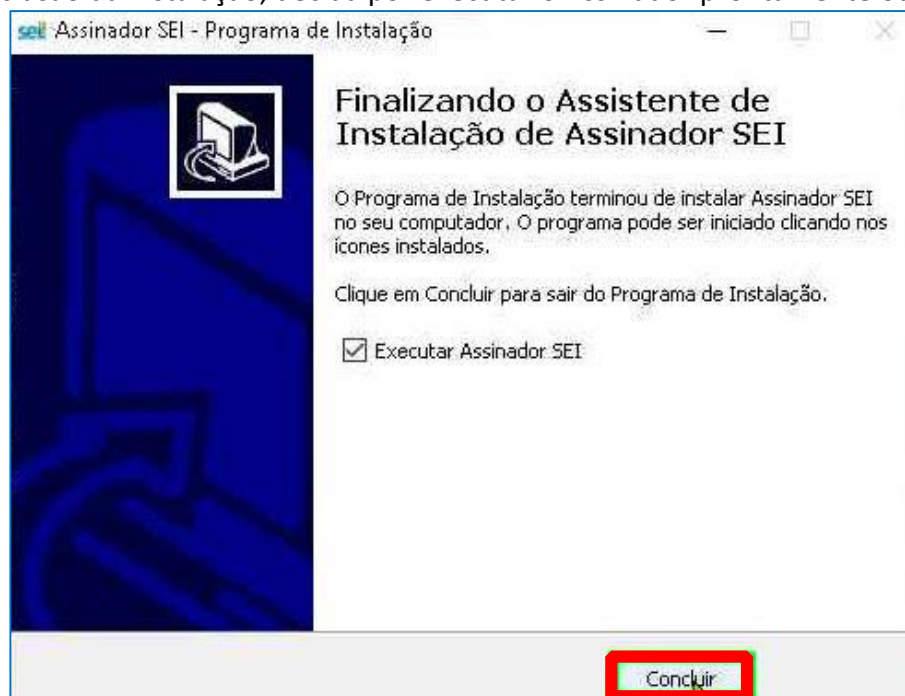 sei! Assinador SEI - Programa de Instalação
Finalizando o Assistente de
Instalação de Assinador SEI
O Programa de Instalação terminou de instalar Assinador SEI
no seu computador. O programa pode ser iniciado clicando nos
ícones instalados.
Clique em Concluir para sair do Programa de Instalação.
Executar Assinador SEI
Concluir